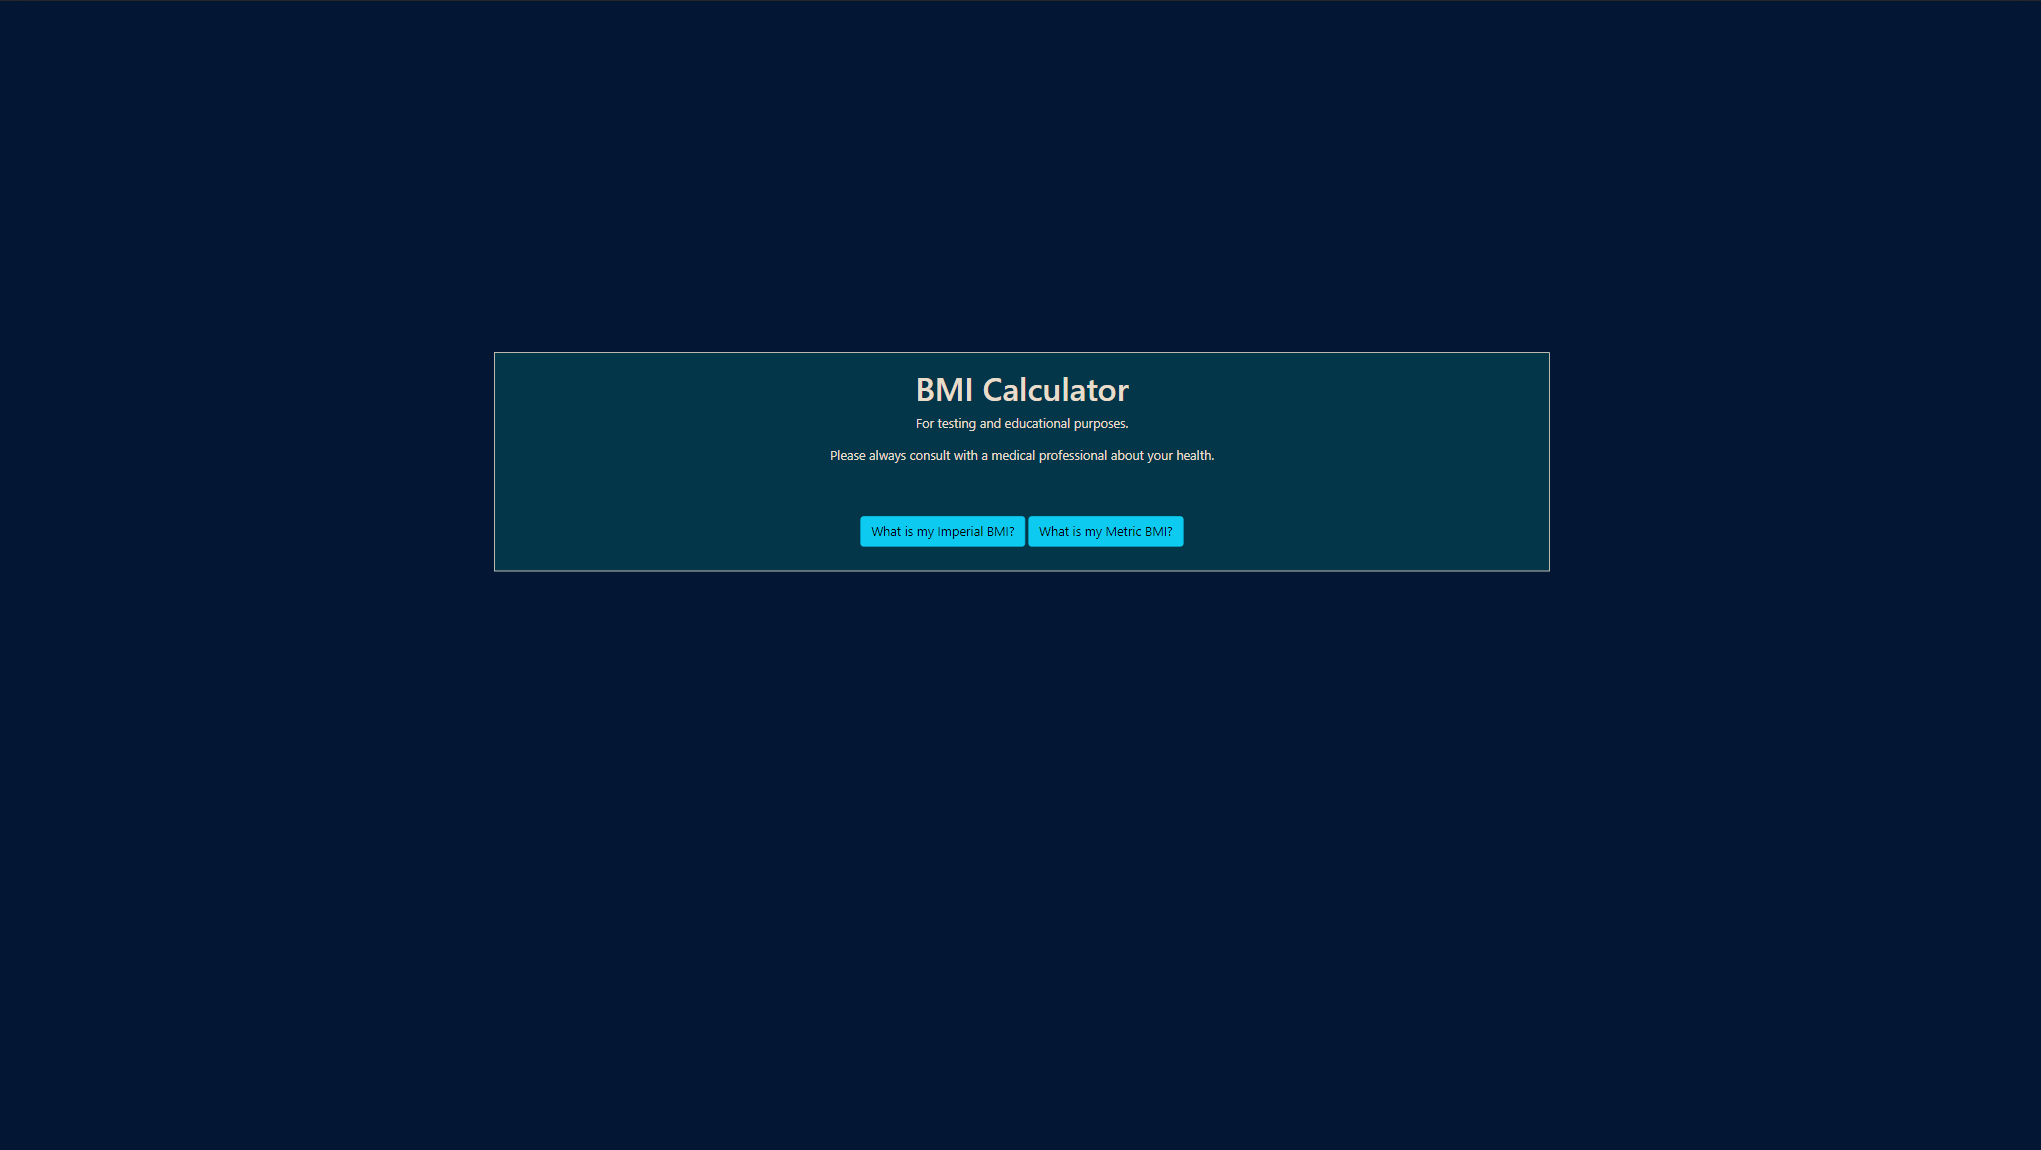 BMI Calculator
For testing and educational purposes.
Please always consult with a medical professional about your health.
What is my Imperial BMI? What is my Metric BMI?